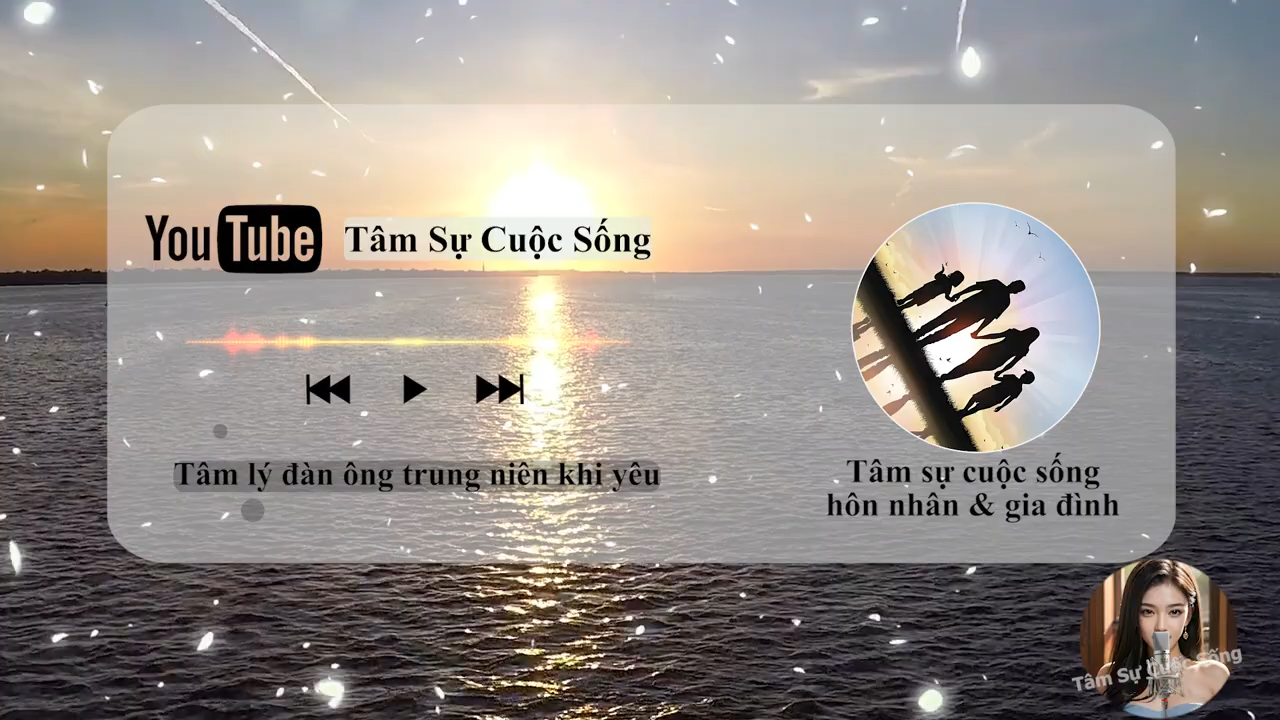 YouTube Tâm Sự Cuộc Sống
Tâm lý đàn ông trung niên khi yêu
Tâm sự cuộc sống
hôn nhân & gia đình
Tâm Sự Cuộc Sống